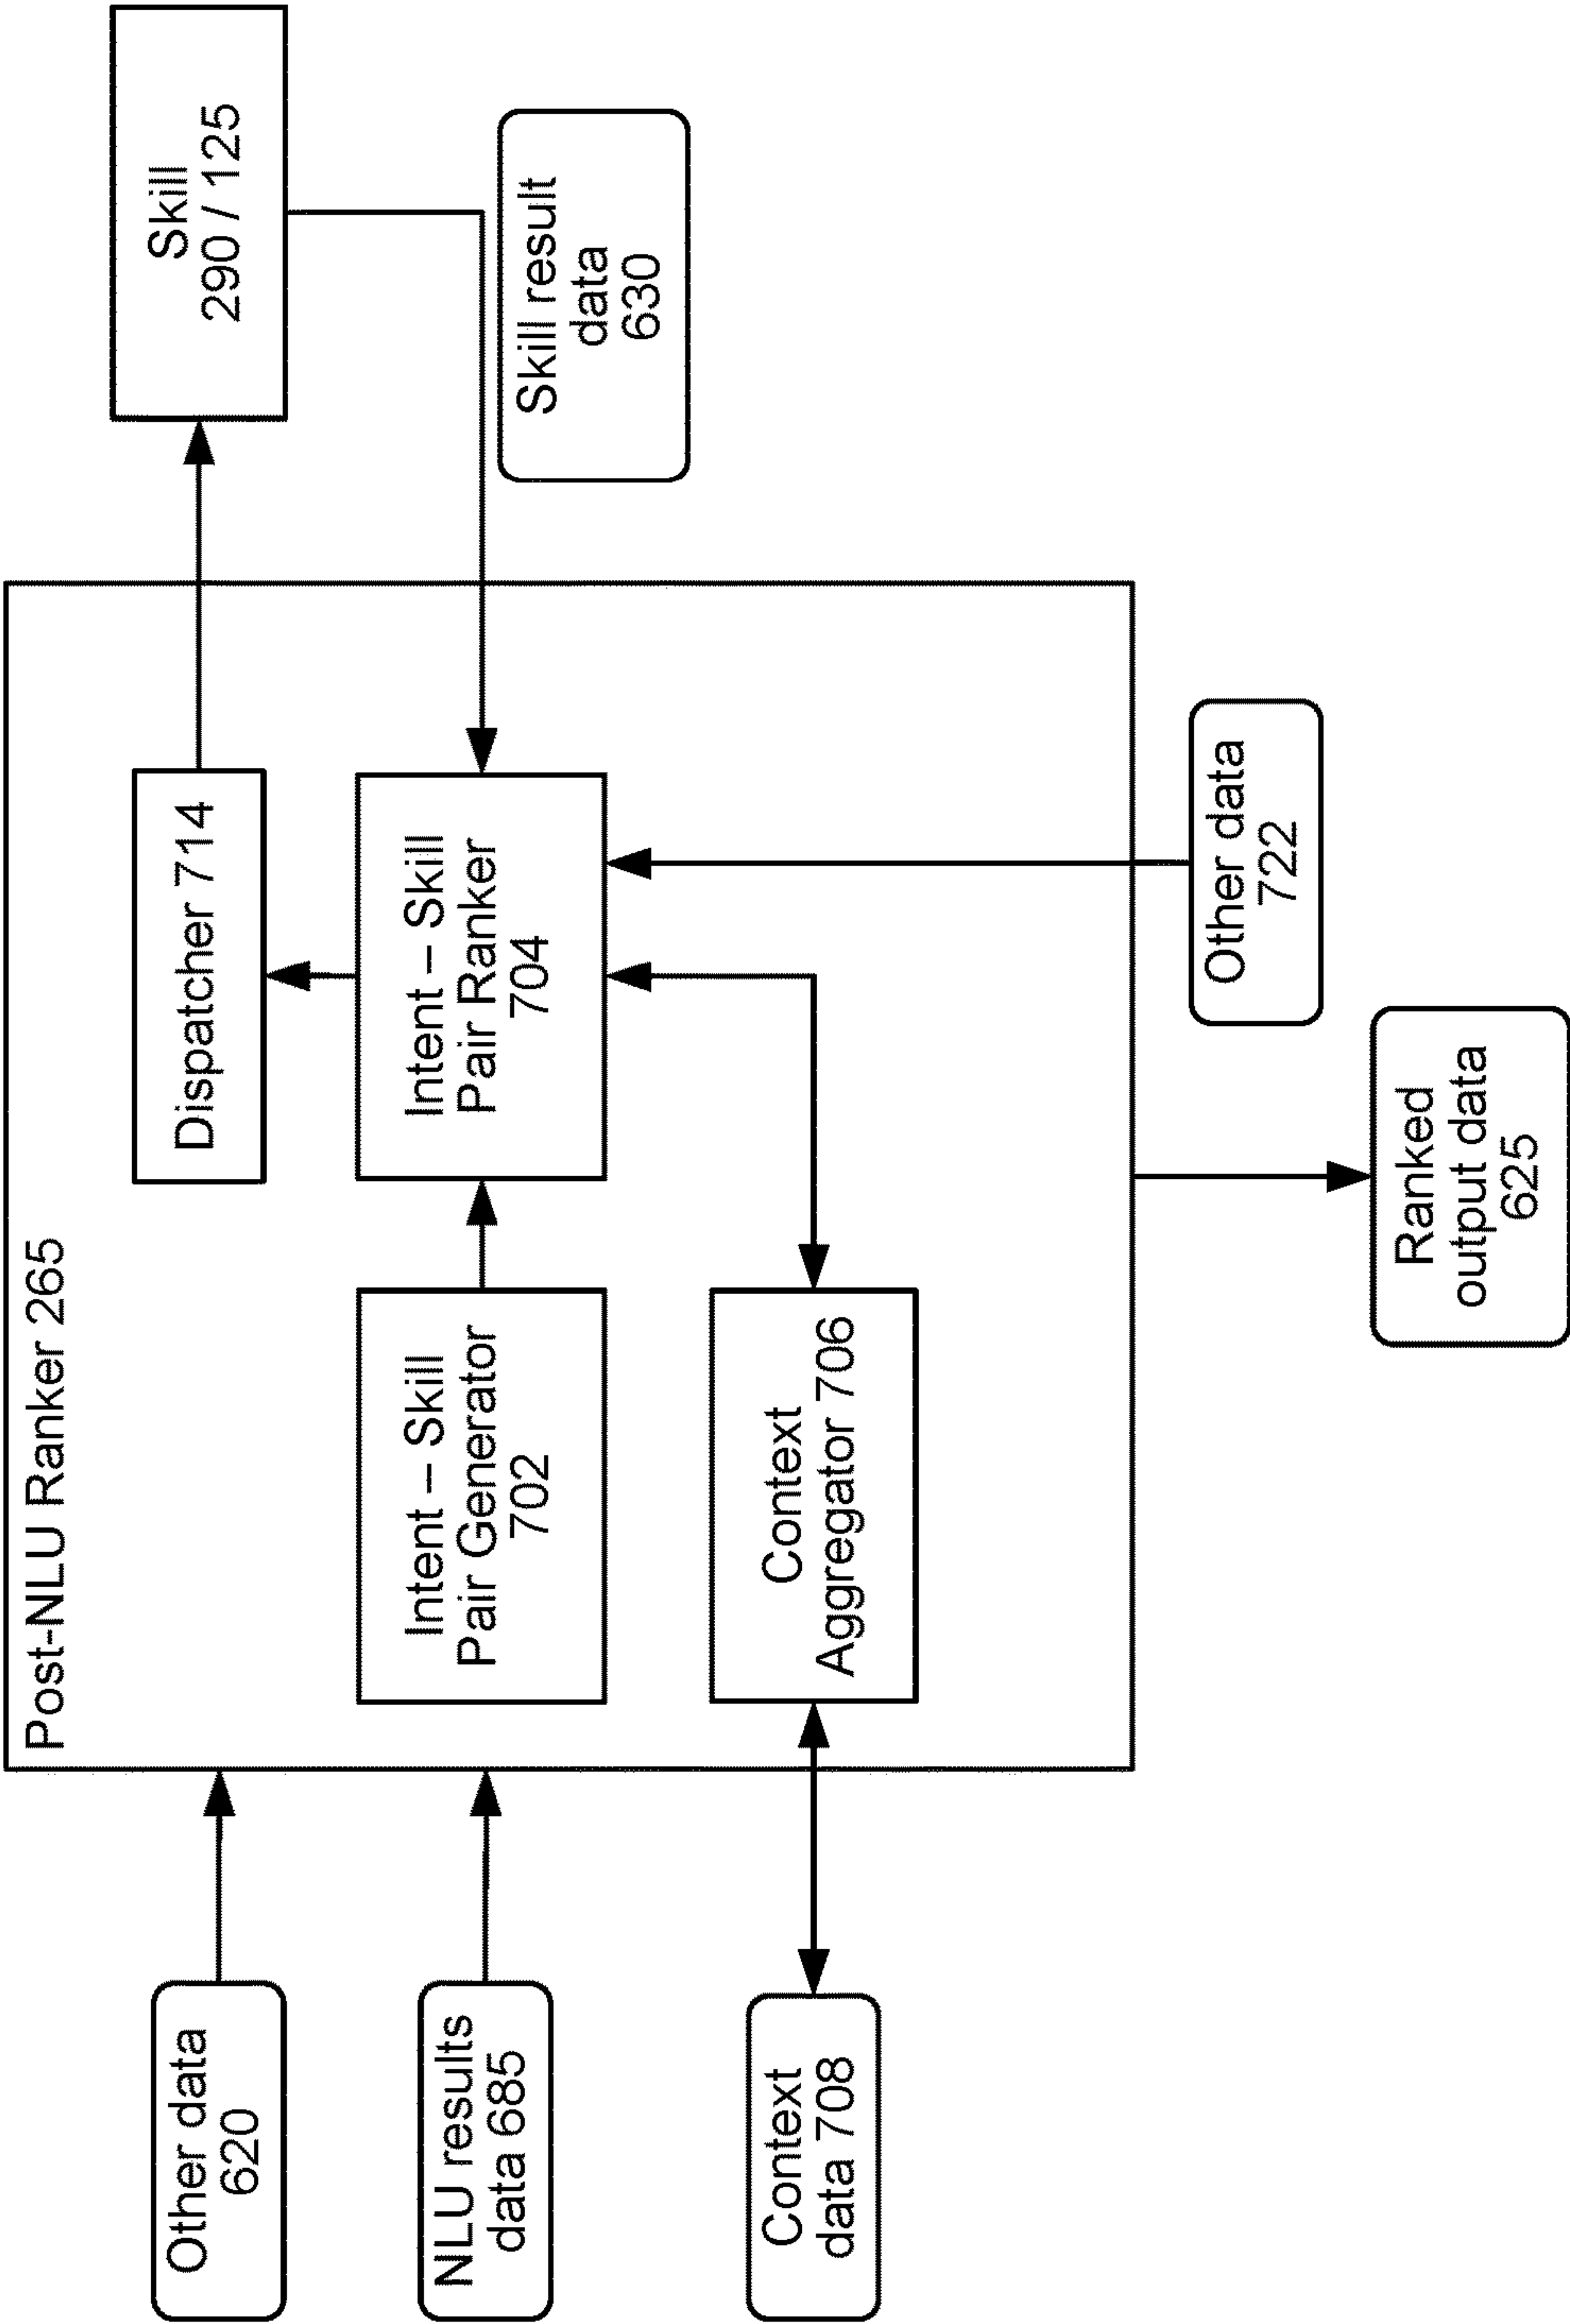 Post-NLU Ranker 265
Other data
620
NLU results
data 685
Context
data 708
Dispatcher 714
Intent – Skill
Pair Generator
702
Intent – Skill
Pair Ranker
704
Context
Aggregator 706
Skill
290 / 125
Skill result
data
630
Other data
722
Ranked
output data
625